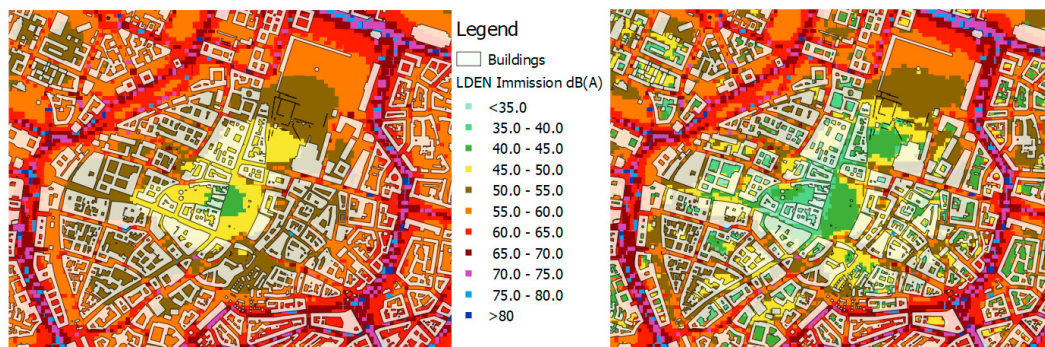 Legend
Buildings
LDEN Immission dB(A)
<35.0
35.0 - 40.0
40.0 - 45.0
45.0 - 50.0
50.0 - 55.0
55.0 - 60.0
60.0 - 65.0
65.0 - 70.0
70.0 - 75.0
75.0 - 80.0
>80